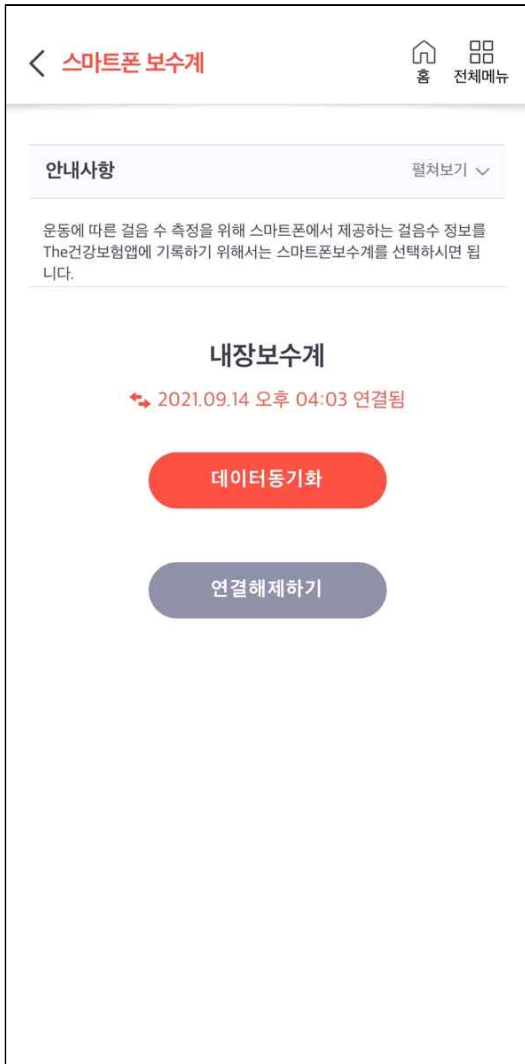 스마트폰 보수계
홈
전체메뉴
안내사항
펼쳐보기
운동에 따른 걸음 수 측정을 위해 스마트폰에서 제공하는 걸음수 정보를
The건강보험앱에 기록하기 위해서는 스마트폰보수계를 선택하시면 됩
니다.
내장보수계
2021.09.14 오후 04:03 연결됨
데이터동기화
연결해제하기